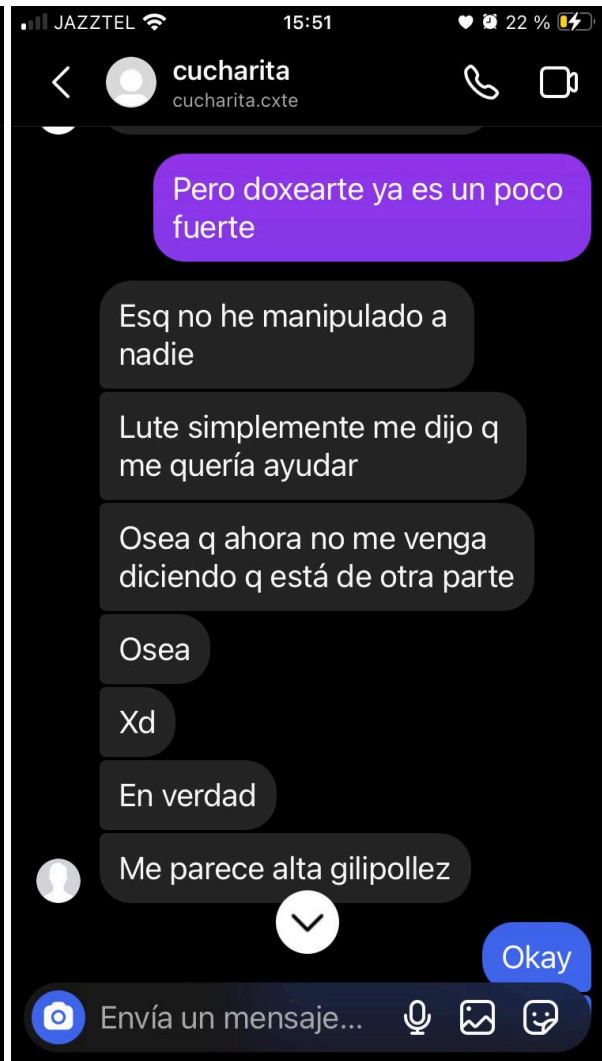 JAZZTEL 15:51 22 %
cucharita
cucharita.cxte
Pero doxearte ya es un poco
fuerte
Esq no he manipulado a
nadie
Lute simplemente me dijo q
me quería ayudar
Osea q ahora no me venga
diciendo q está de otra parte
Osea
Xd
En verdad
Me parece alta gilipollez
Okay
Envía un mensaje...